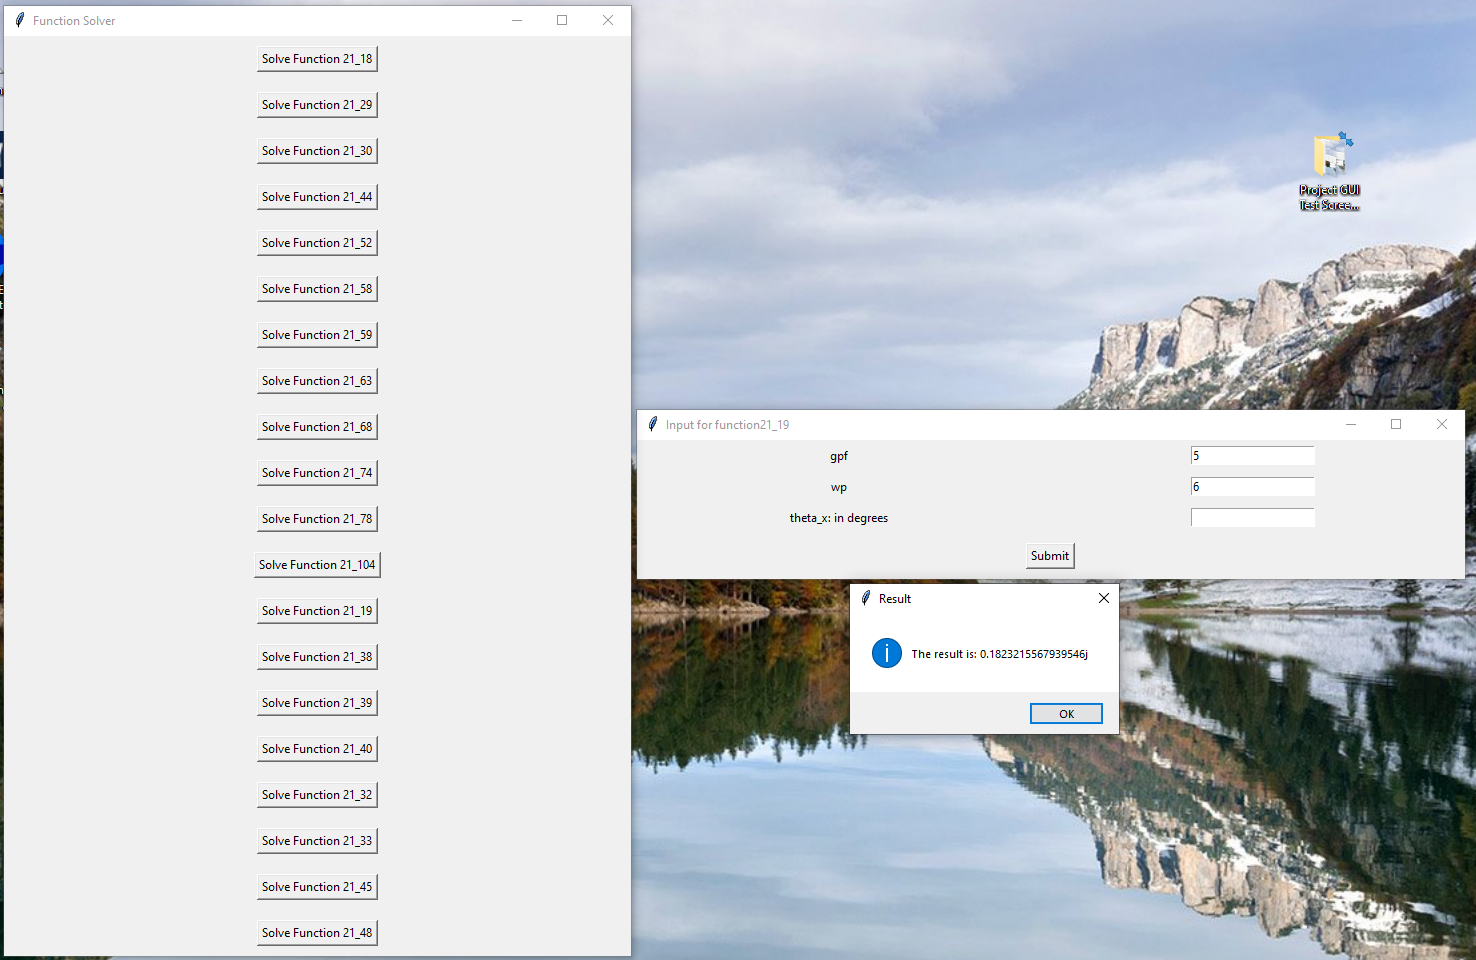 Function Solver
Solve Function 21_18
Solve Function 21_29
Solve Function 21_30
Solve Function 21_44
Solve Function 21_52
Solve Function 21_58
Solve Function 21_59
Solve Function 21_63
Solve Function 21_68
Solve Function 21_74
Solve Function 21_78
Solve Function 21_104
Solve Function 21_19
Solve Function 21_38
Solve Function 21_39
Solve Function 21_40
Solve Function 21_32
Solve Function 21_33
Solve Function 21_45
Solve Function 21_48
Project GUI
Test Scree...
Input for function21_19
gpf 5
wp 6
theta_x: in degrees
Submit
Result
The result is: 0.1823215567939546j
OK